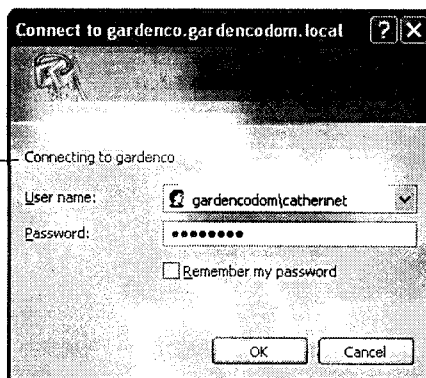 Connect to gardenco.gardencodom.local
Connecting to gardenco
User name: gardencodom\catherinet
Password: ●●●●●●●●
Remember my password
OK Cancel